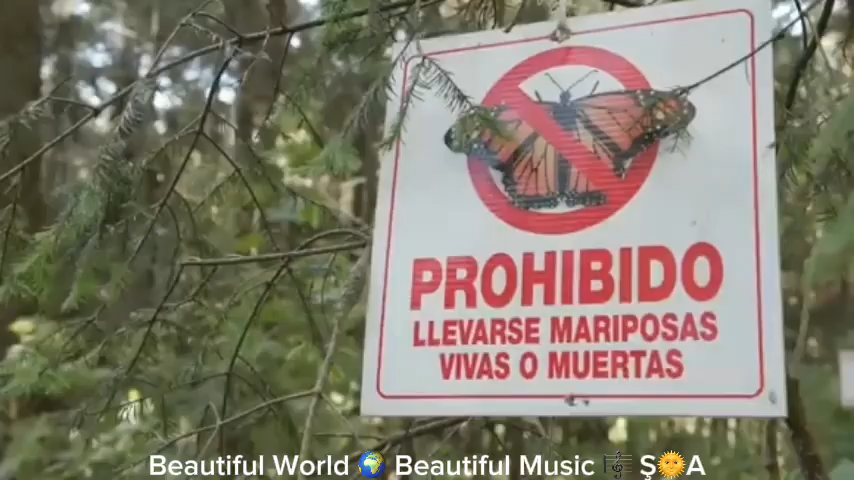 PROHIBIDO
LLEVARSE MARIPOSAS
VIVAS O MUERTAS
Beautiful World 🌍 Beautiful Music 🎼 Ş🌞A